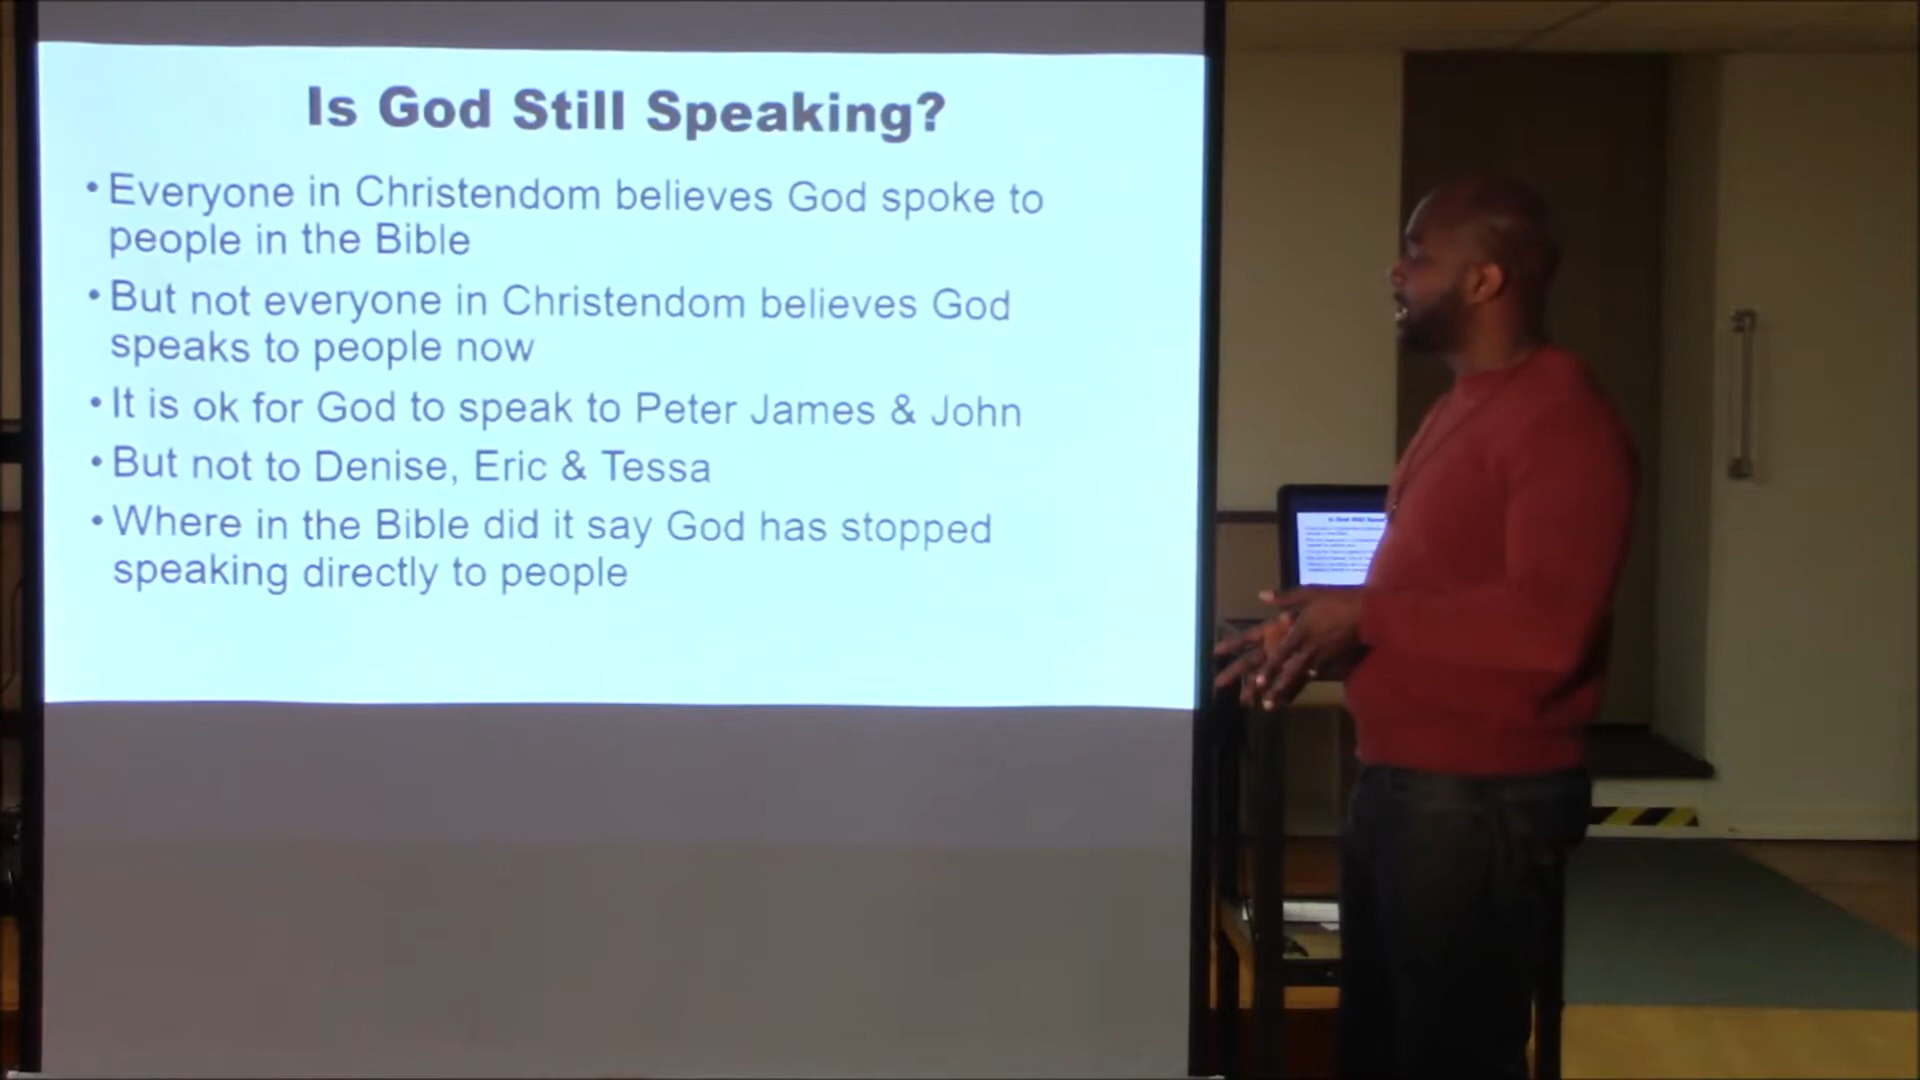 Is God Still Speaking?
• Everyone in Christendom believes God spoke to
people in the Bible
• But not everyone in Christendom believes God
speaks to people now
• It is ok for God to speak to Peter James & John
• But not to Denise, Eric & Tessa
• Where in the Bible did it say God has stopped
speaking directly to people